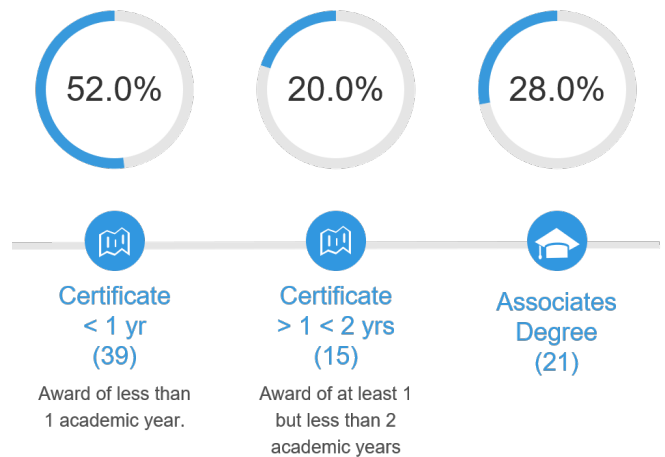 52.0%
20.0%
28.0%
Certificate
< 1 yr
(39)
Award of less than
1 academic year.
Certificate
> 1 < 2 yrs
(15)
Award of at least 1
but less than 2
academic years
Associates
Degree
(21)